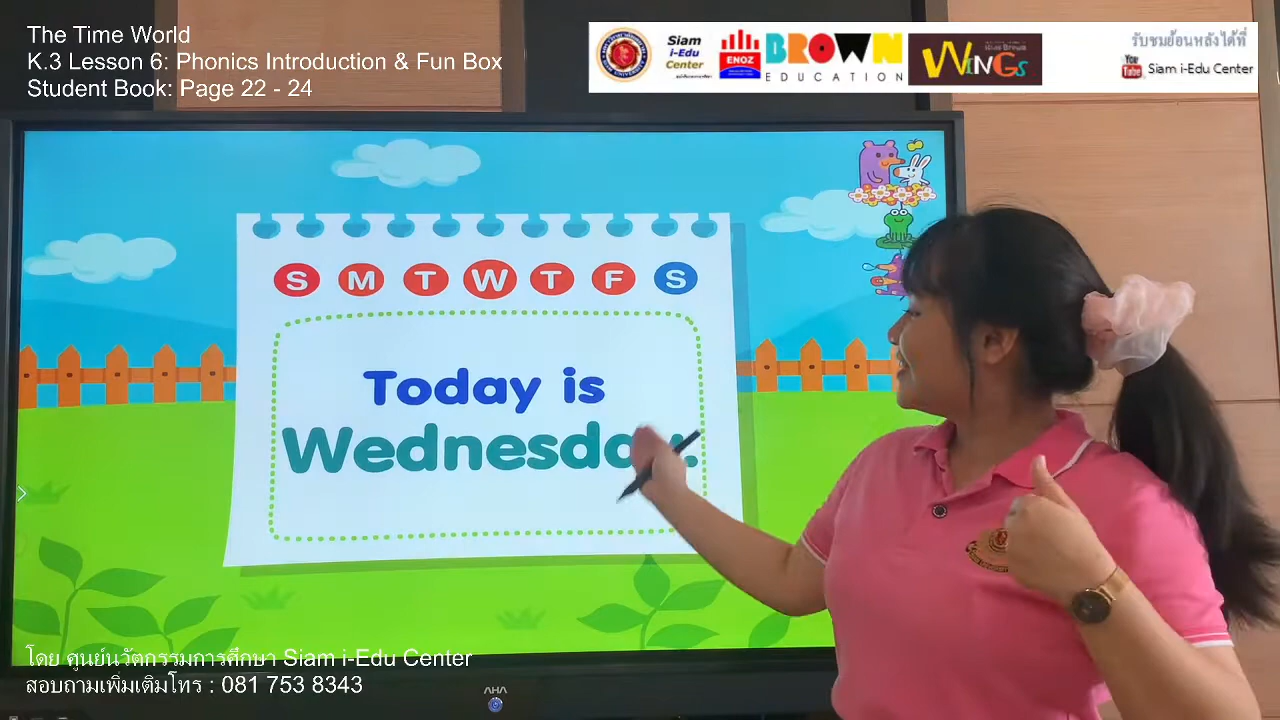 The Time World
K.3 Lesson 6: Phonics Introduction & Fun Box
Student Book: Page 22 - 24
Siam
i-Edu
Center
ENOZ
BROWN
EDUCATION
WINGS
รับชมย้อนหลังได้ที่
You Tube Siam i-Edu Center
S M T W T F S
Today is
Wednesday.
โดย ศูนย์นวัตกรรมการศึกษา Siam i-Edu Center
สอบถามเพิ่มเติมโทร : 081 753 8343
AHA